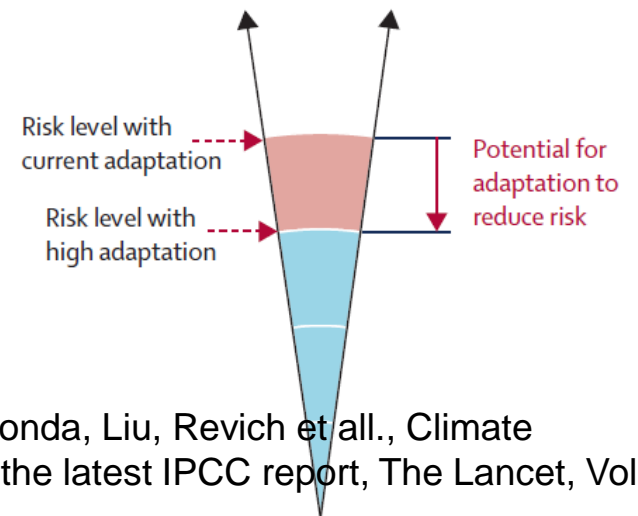 Risk level with
current adaptation
Potential for
adaptation to
reduce risk
Risk level with
high adaptation
onda, Liu, Revich et all., Climate
the latest IPCC report, The Lancet, Vol